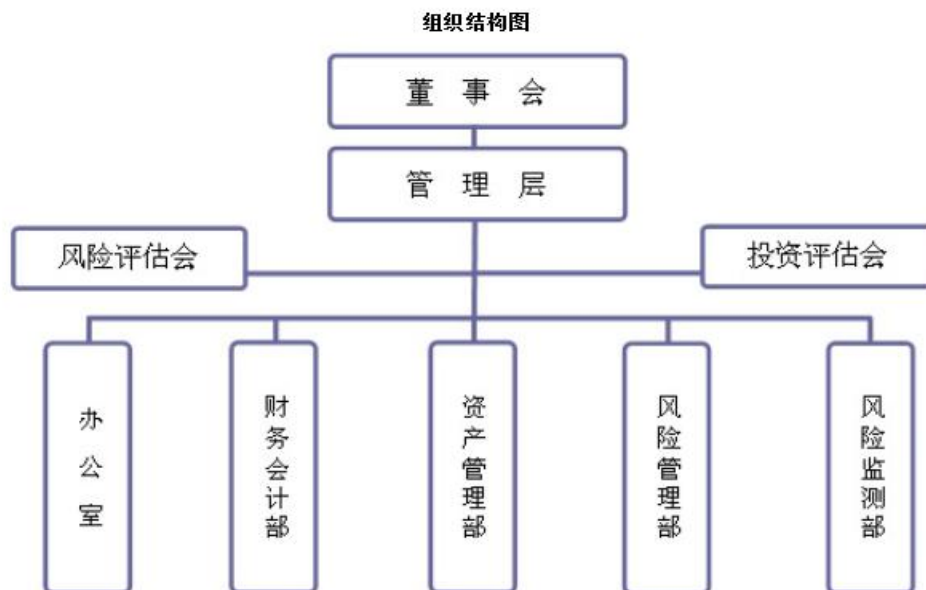 组织结构图
董事会
管理层
风险评估会
投资评估会
办公室
财务会计部
资产管理部
风险管理部
风险监测部